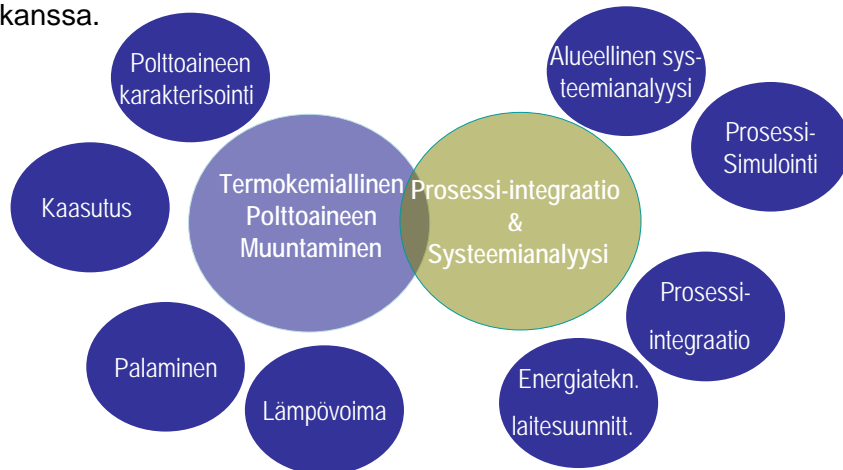 kanssa.
Polttoaineen
karakterisointi
Kaasutus
Palaminen
Lämpövoima
Termokemiallinen
Polttoaineen
Muuntaminen
Prosessi-integraatio
&
Systeemianalyysi
Alueellinen sys-
teemianalyysi
Prosessi-
Simulointi
Prosessi-
integraatio
Energiatekn.
laitesuunnitt.